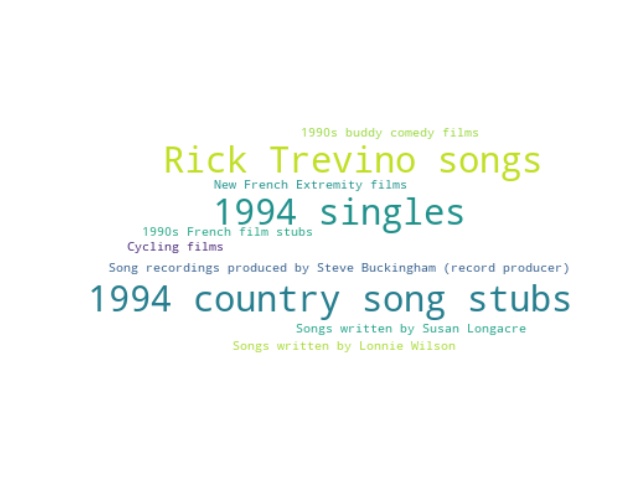 1990s buddy comedy films
Rick Trevino songs
New French Extremity films
1994 singles
1990s French film stubs
Cycling films
Song recordings produced by Steve Buckingham (record producer)
1994 country song stubs
Songs written by Susan Longacre
Songs written by Lonnie Wilson